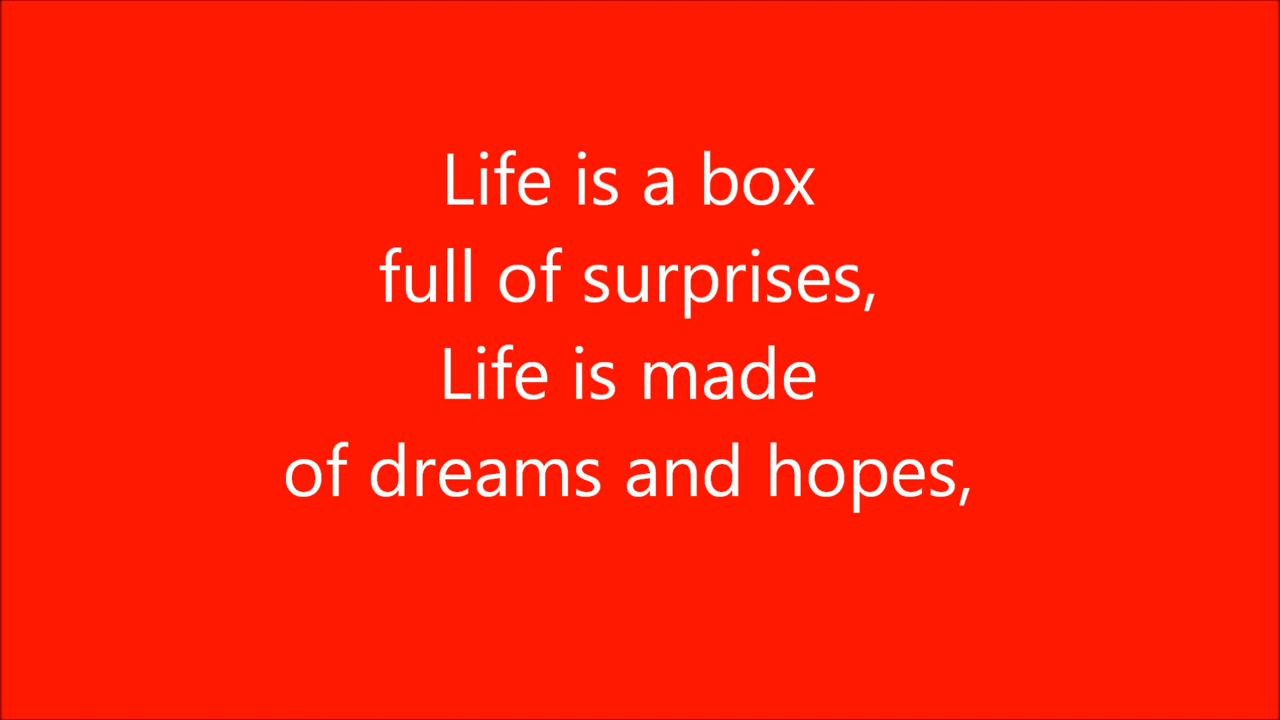 Life is a box
full of surprises,
Life is made
of dreams and hopes,